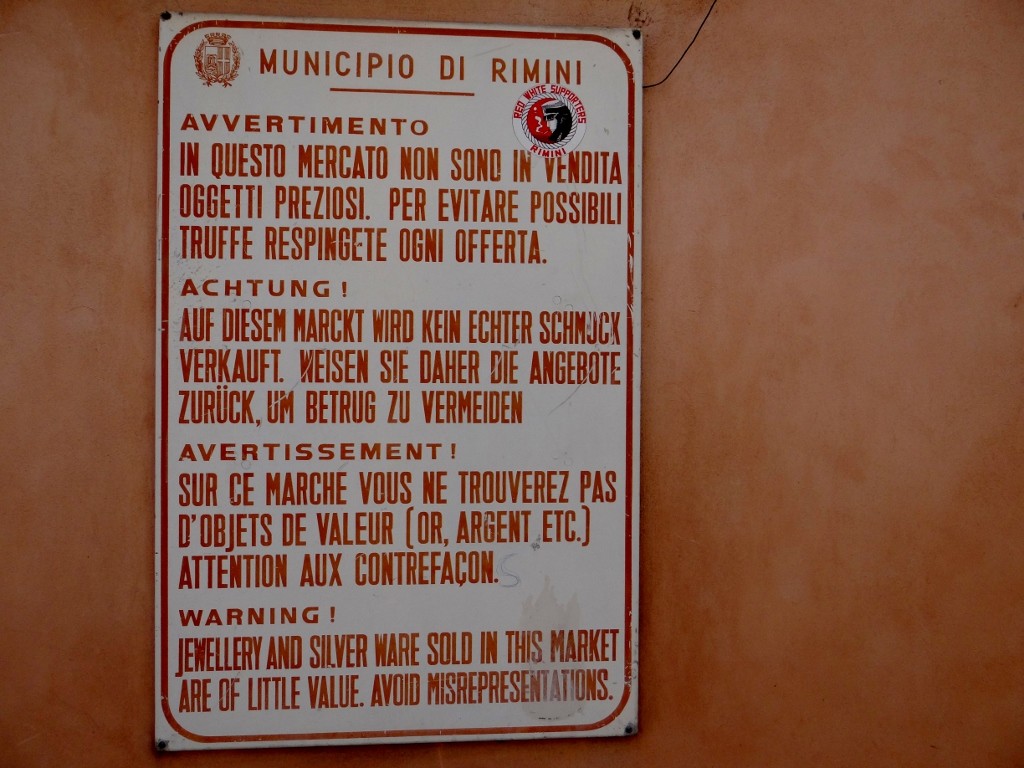 MUNICIPIO DI RIMINI
RED WHITE SUPPORTERS
RIMINI
AVVERTIMENTO
IN QUESTO MERCATO NON SONO IN VENDITA
OGGETTI PREZIOSI. PER EVITARE POSSIBILI
TRUFFE RESPINGETE OGNI OFFERTA.
ACHTUNG!
AUF DIESEM MARCKT WIRD KEIN ECHTER SCHMUCK
VERKAUFT. WEISEN SIE DAHER DIE ANGEBOTE
ZURÜCK, UM BETRUG ZU VERMEIDEN
AVERTISSEMENT!
SUR CE MARCHE VOUS NE TROUVEREZ PAS
D'OBJETS DE VALEUR (OR, ARGENT ETC.)
ATTENTION AUX CONTREFAÇON.S
WARNING!
JEWELLERY AND SILVER WARE SOLD IN THIS MARKET
ARE OF LITTLE VALUE. AVOID MISREPRESENTATIONS.